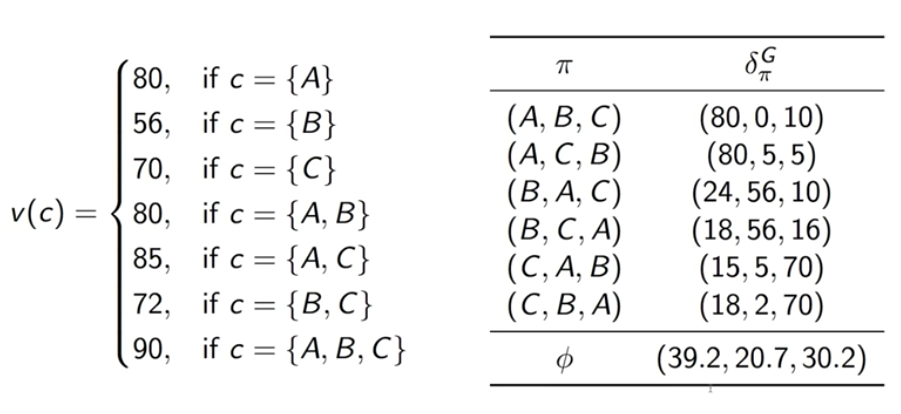 v(c) =
80, if c = {A}
56, if c = {B}
70, if c = {C}
80, if c = {A, B}
85, if c = {A, C}
72, if c = {B, C}
90, if c = {A, B, C}
π δ_π^G
(A, B, C) (80, 0, 10)
(A, C, B) (80, 5, 5)
(B, A, C) (24, 56, 10)
(B, C, A) (18, 56, 16)
(C, A, B) (15, 5, 70)
(C, B, A) (18, 2, 70)
ϕ (39.2, 20.7, 30.2)